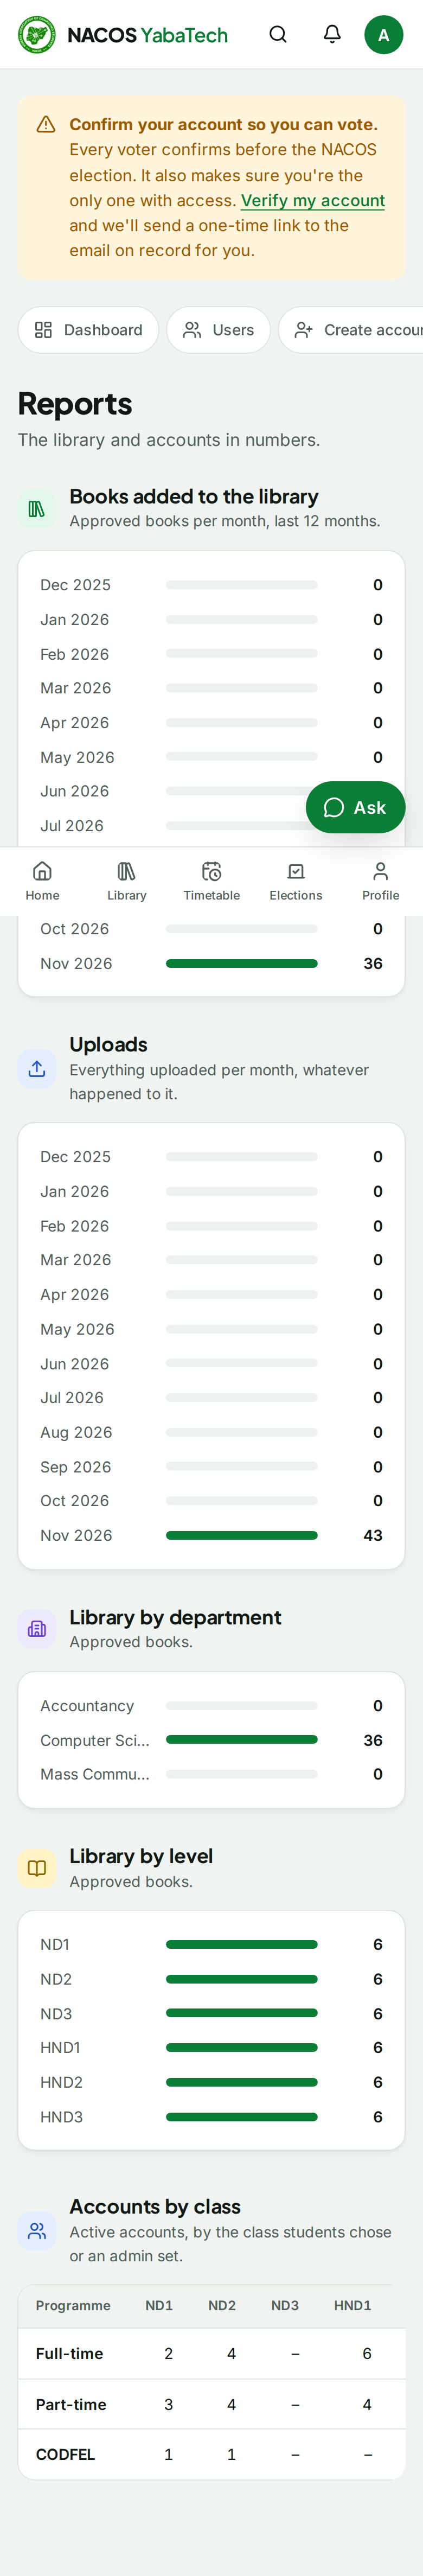 NACOS YabaTech
A
Confirm your account so you can vote.
Every voter confirms before the NACOS
election. It also makes sure you're the
only one with access. Verify my account
and we'll send a one-time link to the
email on record for you.
Dashboard
Users
Create accour
Reports
The library and accounts in numbers.
Books added to the library
Approved books per month, last 12 months.
Dec 2025 0
Jan 2026 0
Feb 2026 0
Mar 2026 0
Apr 2026 0
May 2026 0
Jun 2026
Ask
Jul 2026
Home Library Timetable Elections Profile
Oct 2026 0
Nov 2026 36
Uploads
Everything uploaded per month, whatever
happened to it.
Dec 2025 0
Jan 2026 0
Feb 2026 0
Mar 2026 0
Apr 2026 0
May 2026 0
Jun 2026 0
Jul 2026 0
Aug 2026 0
Sep 2026 0
Oct 2026 0
Nov 2026 43
Library by department
Approved books.
Accountancy 0
Computer Sci... 36
Mass Commu... 0
Library by level
Approved books.
ND1 6
ND2 6
ND3 6
HND1 6
HND2 6
HND3 6
Accounts by class
Active accounts, by the class students chose
or an admin set.
Programme ND1 ND2 ND3 HND1
Full-time 2 4 – 6
Part-time 3 4 – 4
CODFEL 1 1 – –